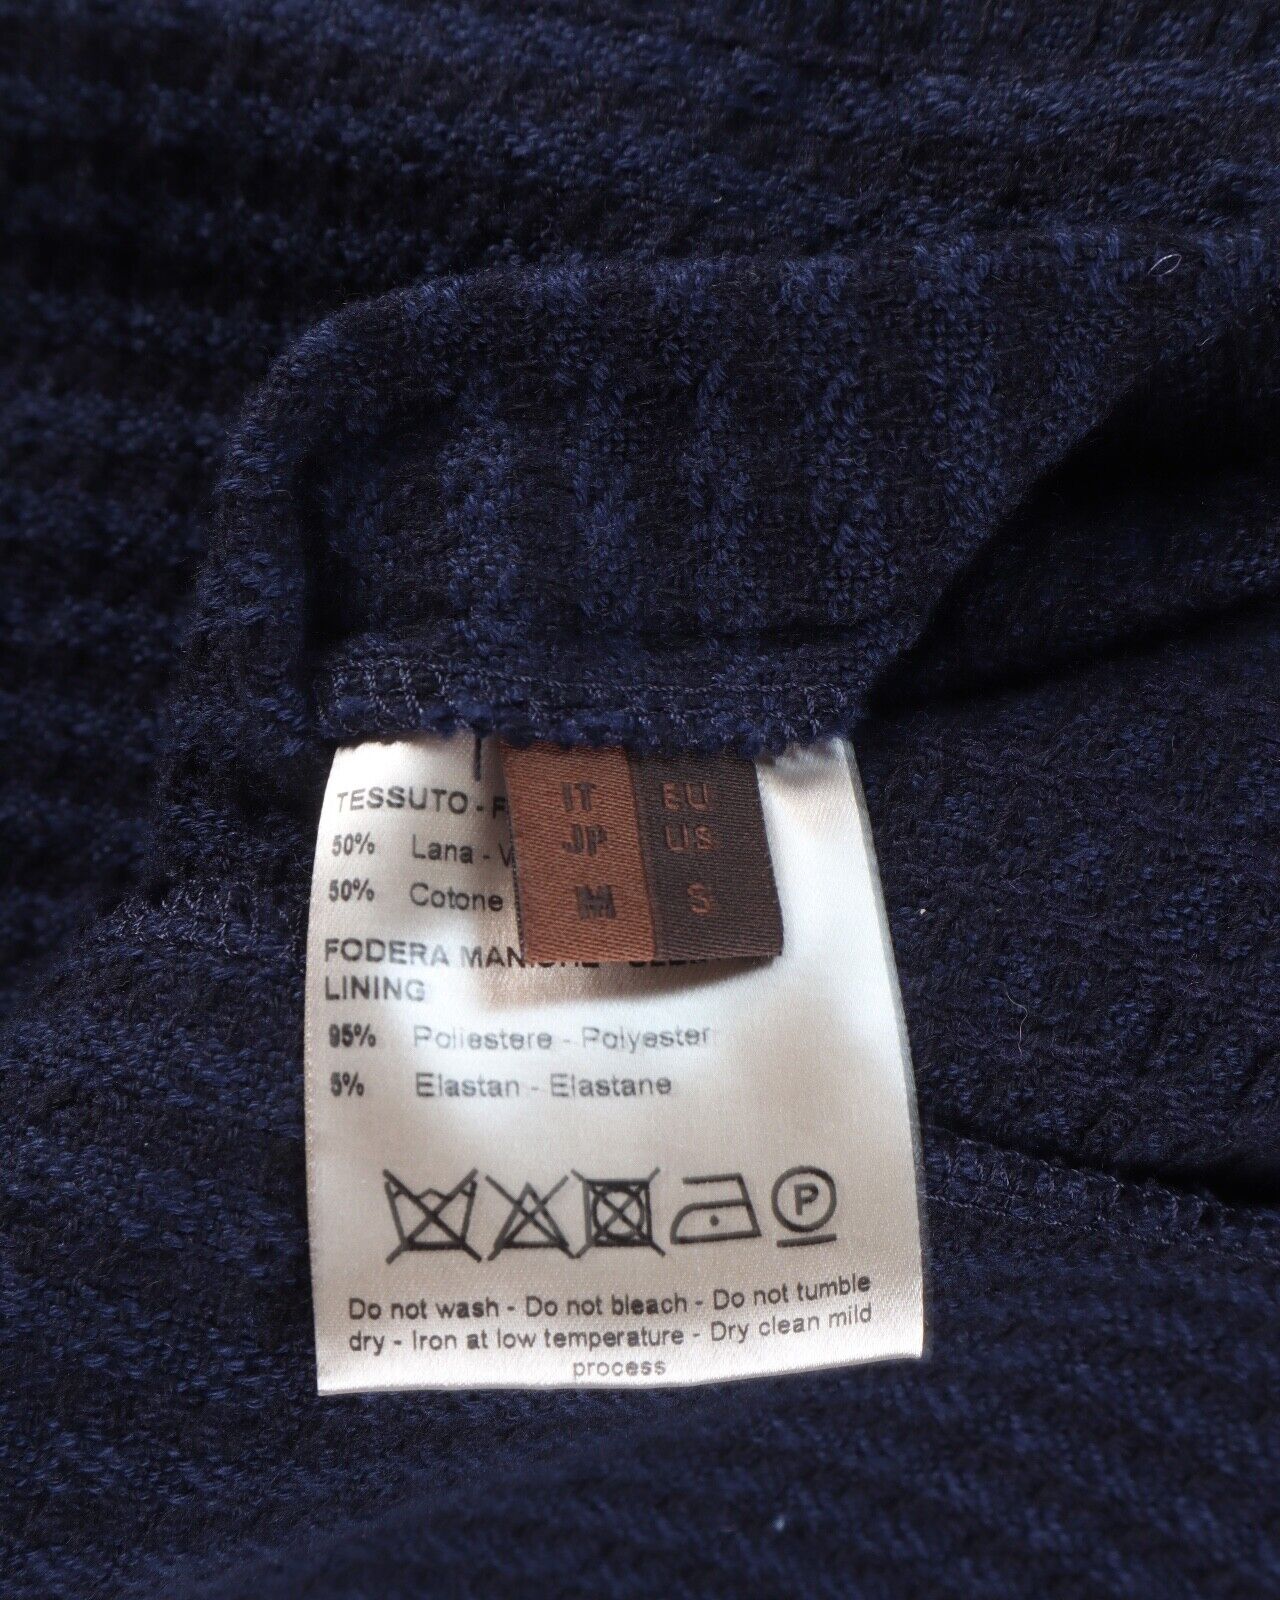 TESSUTO - F
50% Lana - W
50% Cotone
IT EU
JP US
M S
FODERA MANICHE
LINING
95% Poliestere - Polyester
5% Elastan - Elastane
P
Do not wash - Do not bleach - Do not tumble
dry - Iron at low temperature - Dry clean mild
process